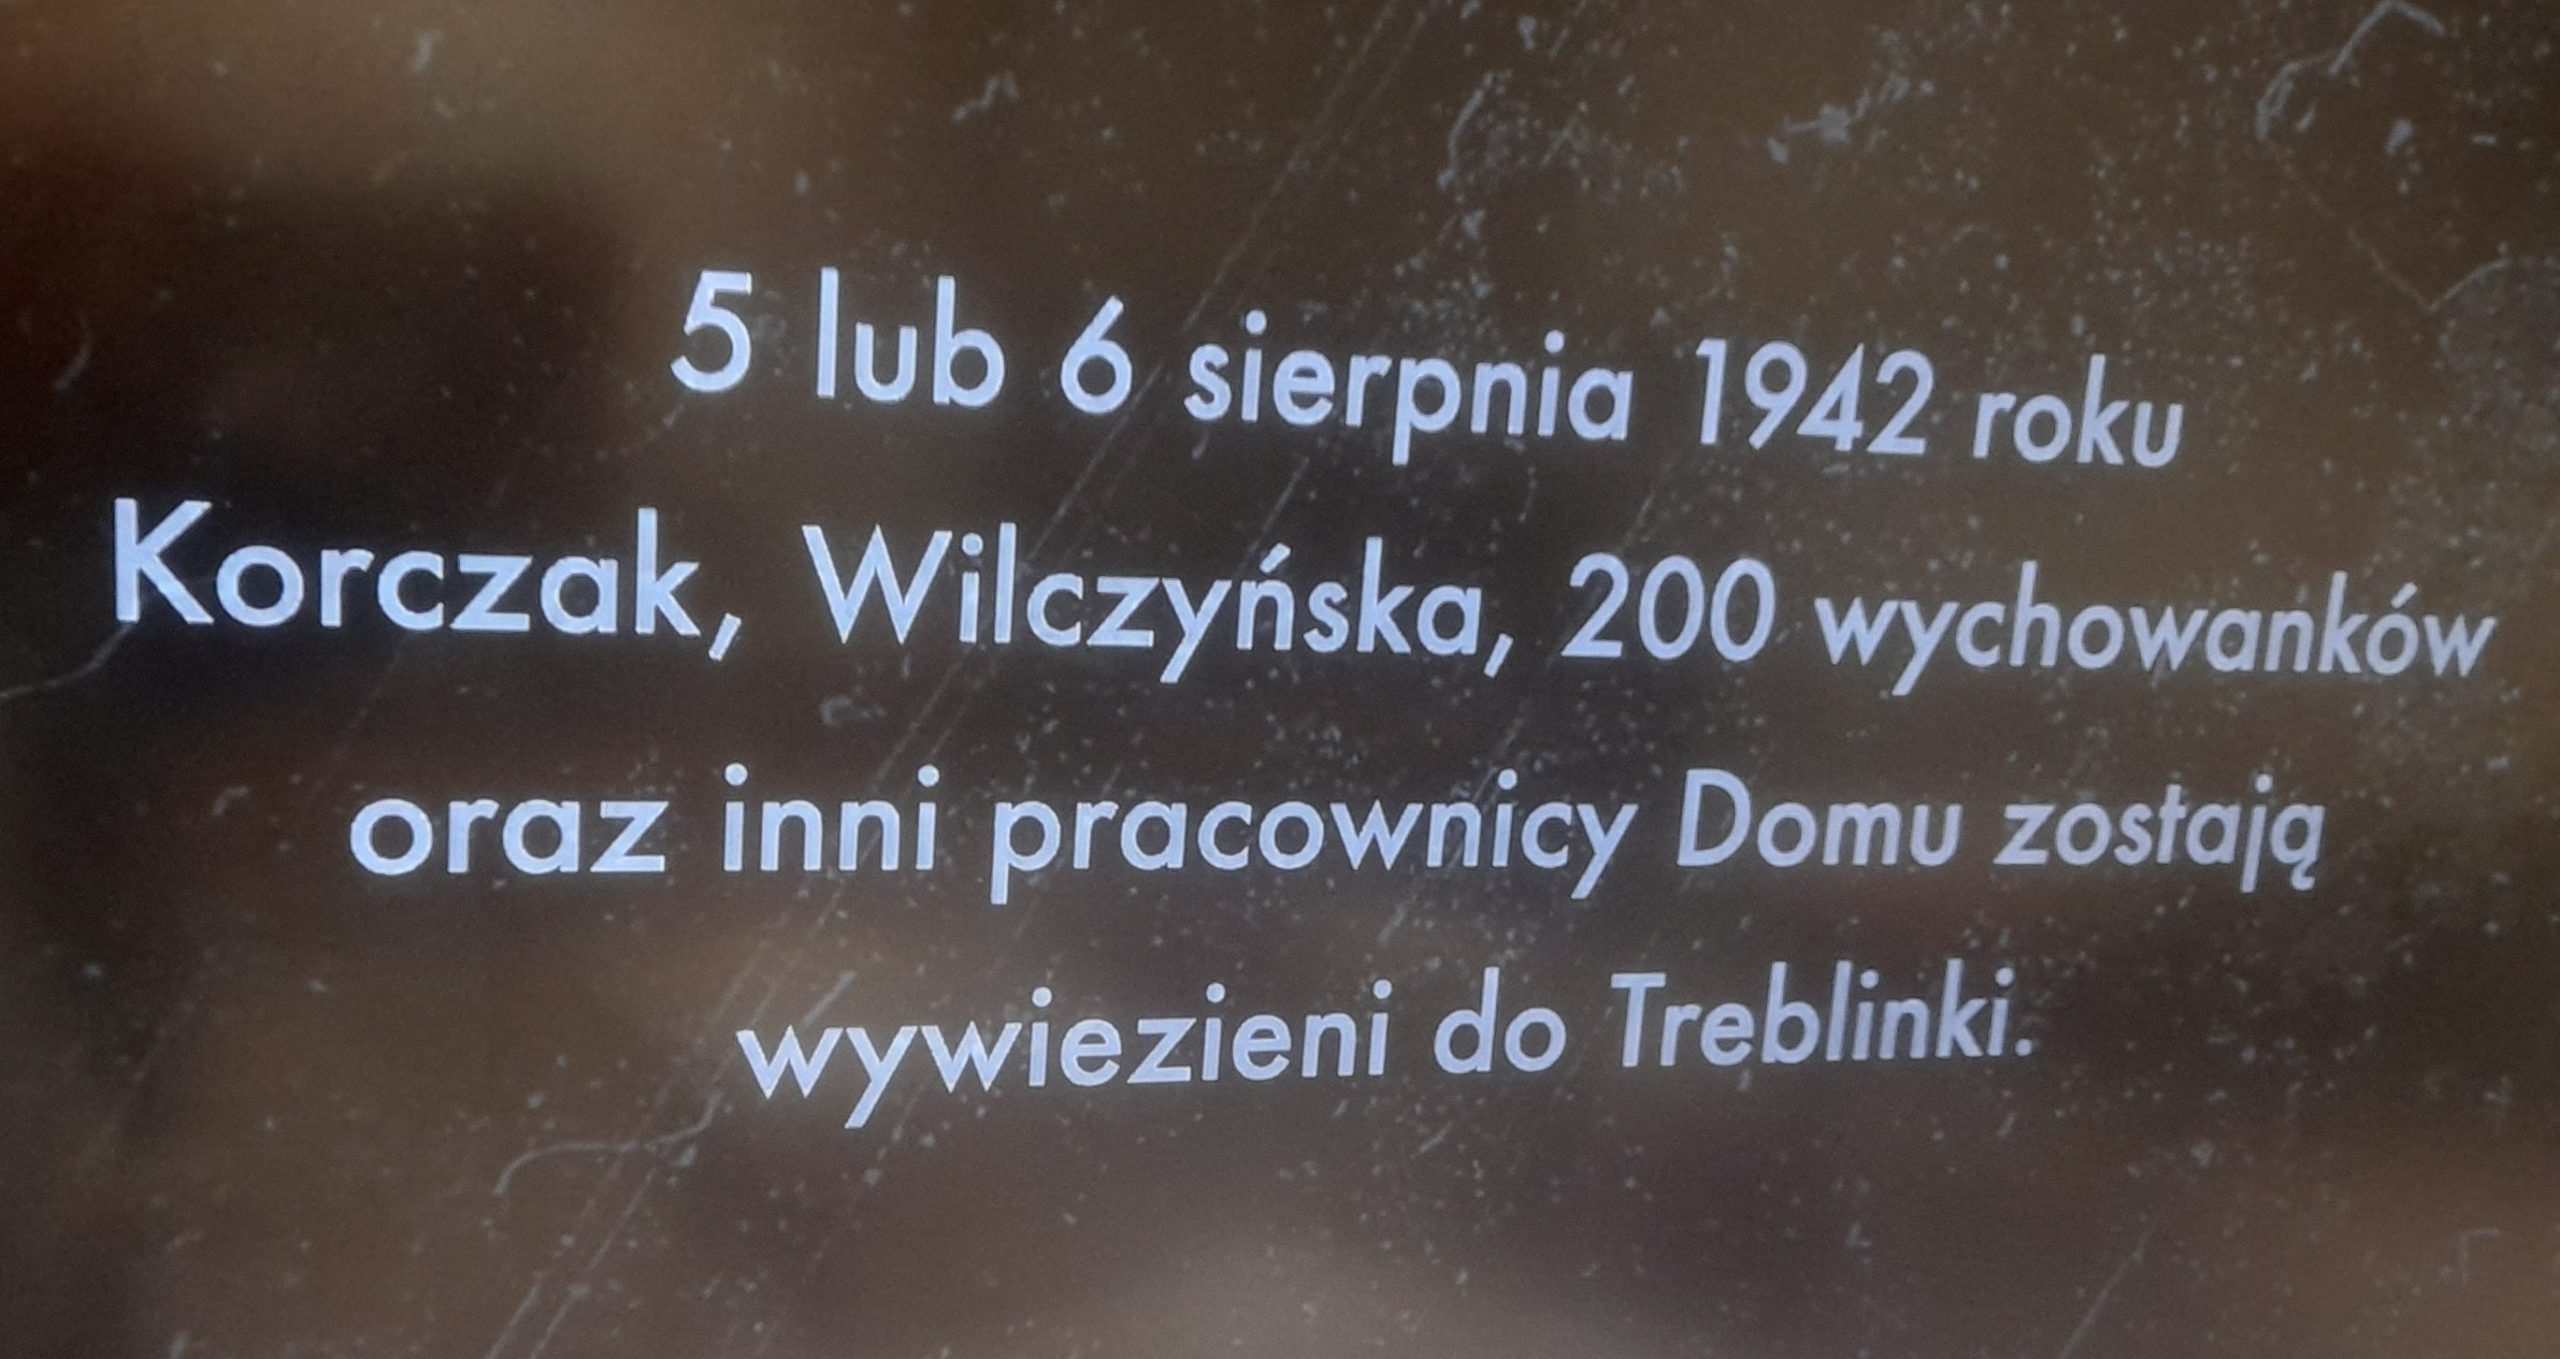 5 lub 6 sierpnia 1942 roku
Korczak, Wilczyńska, 200 wychowanków
oraz inni pracownicy Domu zostają
wywiezieni do Treblinki.